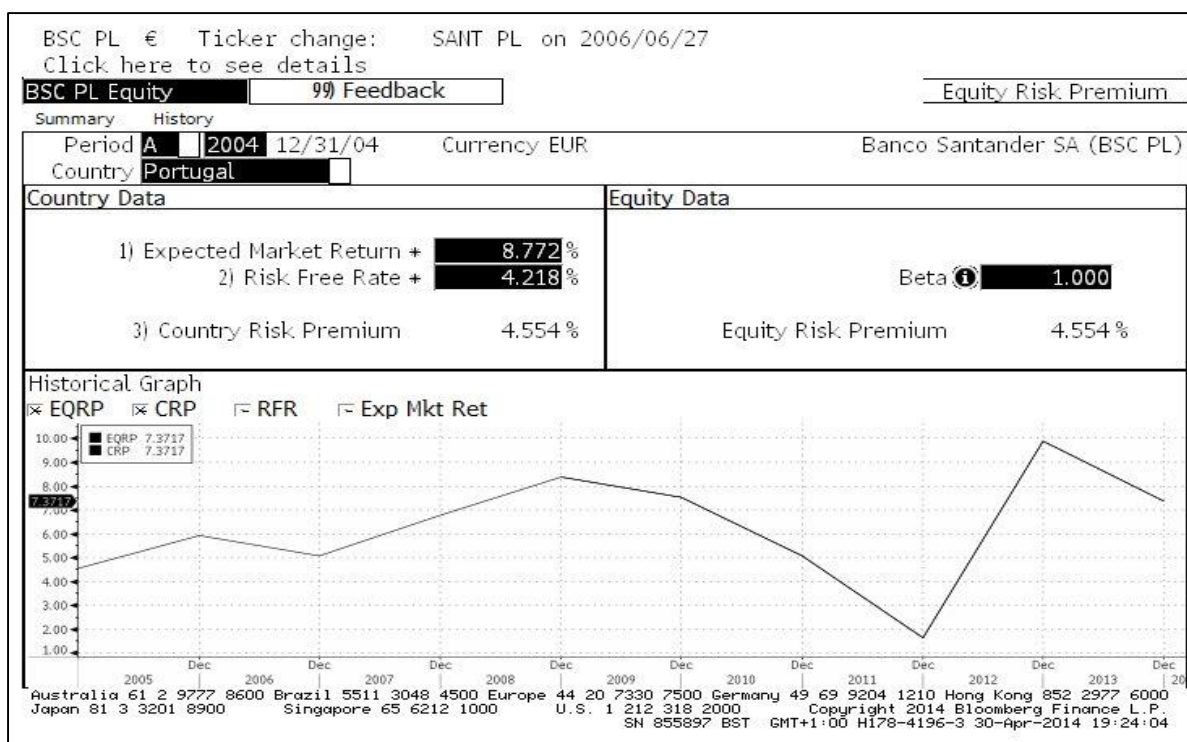 BSC PL € Ticker change: SANT PL on 2006/06/27
Click here to see details
BSC PL Equity 99) Feedback Equity Risk Premium
Summary History
Period A 2004 12/31/04 Currency EUR Banco Santander SA (BSC PL)
Country Portugal
Country Data Equity Data
1) Expected Market Return + 8.772 %
2) Risk Free Rate + 4.218 % Beta i 1.000
3) Country Risk Premium 4.554 % Equity Risk Premium 4.554 %
Historical Graph
EQRP CRP RFR Exp Mkt Ret
10.00 EQRP 7.3717
CRP 7.3717
9.00
8.00
7.3717
7.00
6.00
5.00
4.00
3.00
2.00
1.00
Dec Dec Dec Dec Dec Dec Dec Dec Dec
2005 2006 2007 2008 2009 2010 2011 2012 2013 20
Australia 61 2 9777 8600 Brazil 5511 3048 4500 Europe 44 20 7330 7500 Germany 49 69 9204 1210 Hong Kong 852 2977 6000
Japan 81 3 3201 8900 Singapore 65 6212 1000 U.S. 1 212 318 2000 Copyright 2014 Bloomberg Finance L.P.
SN 855897 BST GMT+1:00 H178-4196-3 30-Apr-2014 19:24:04